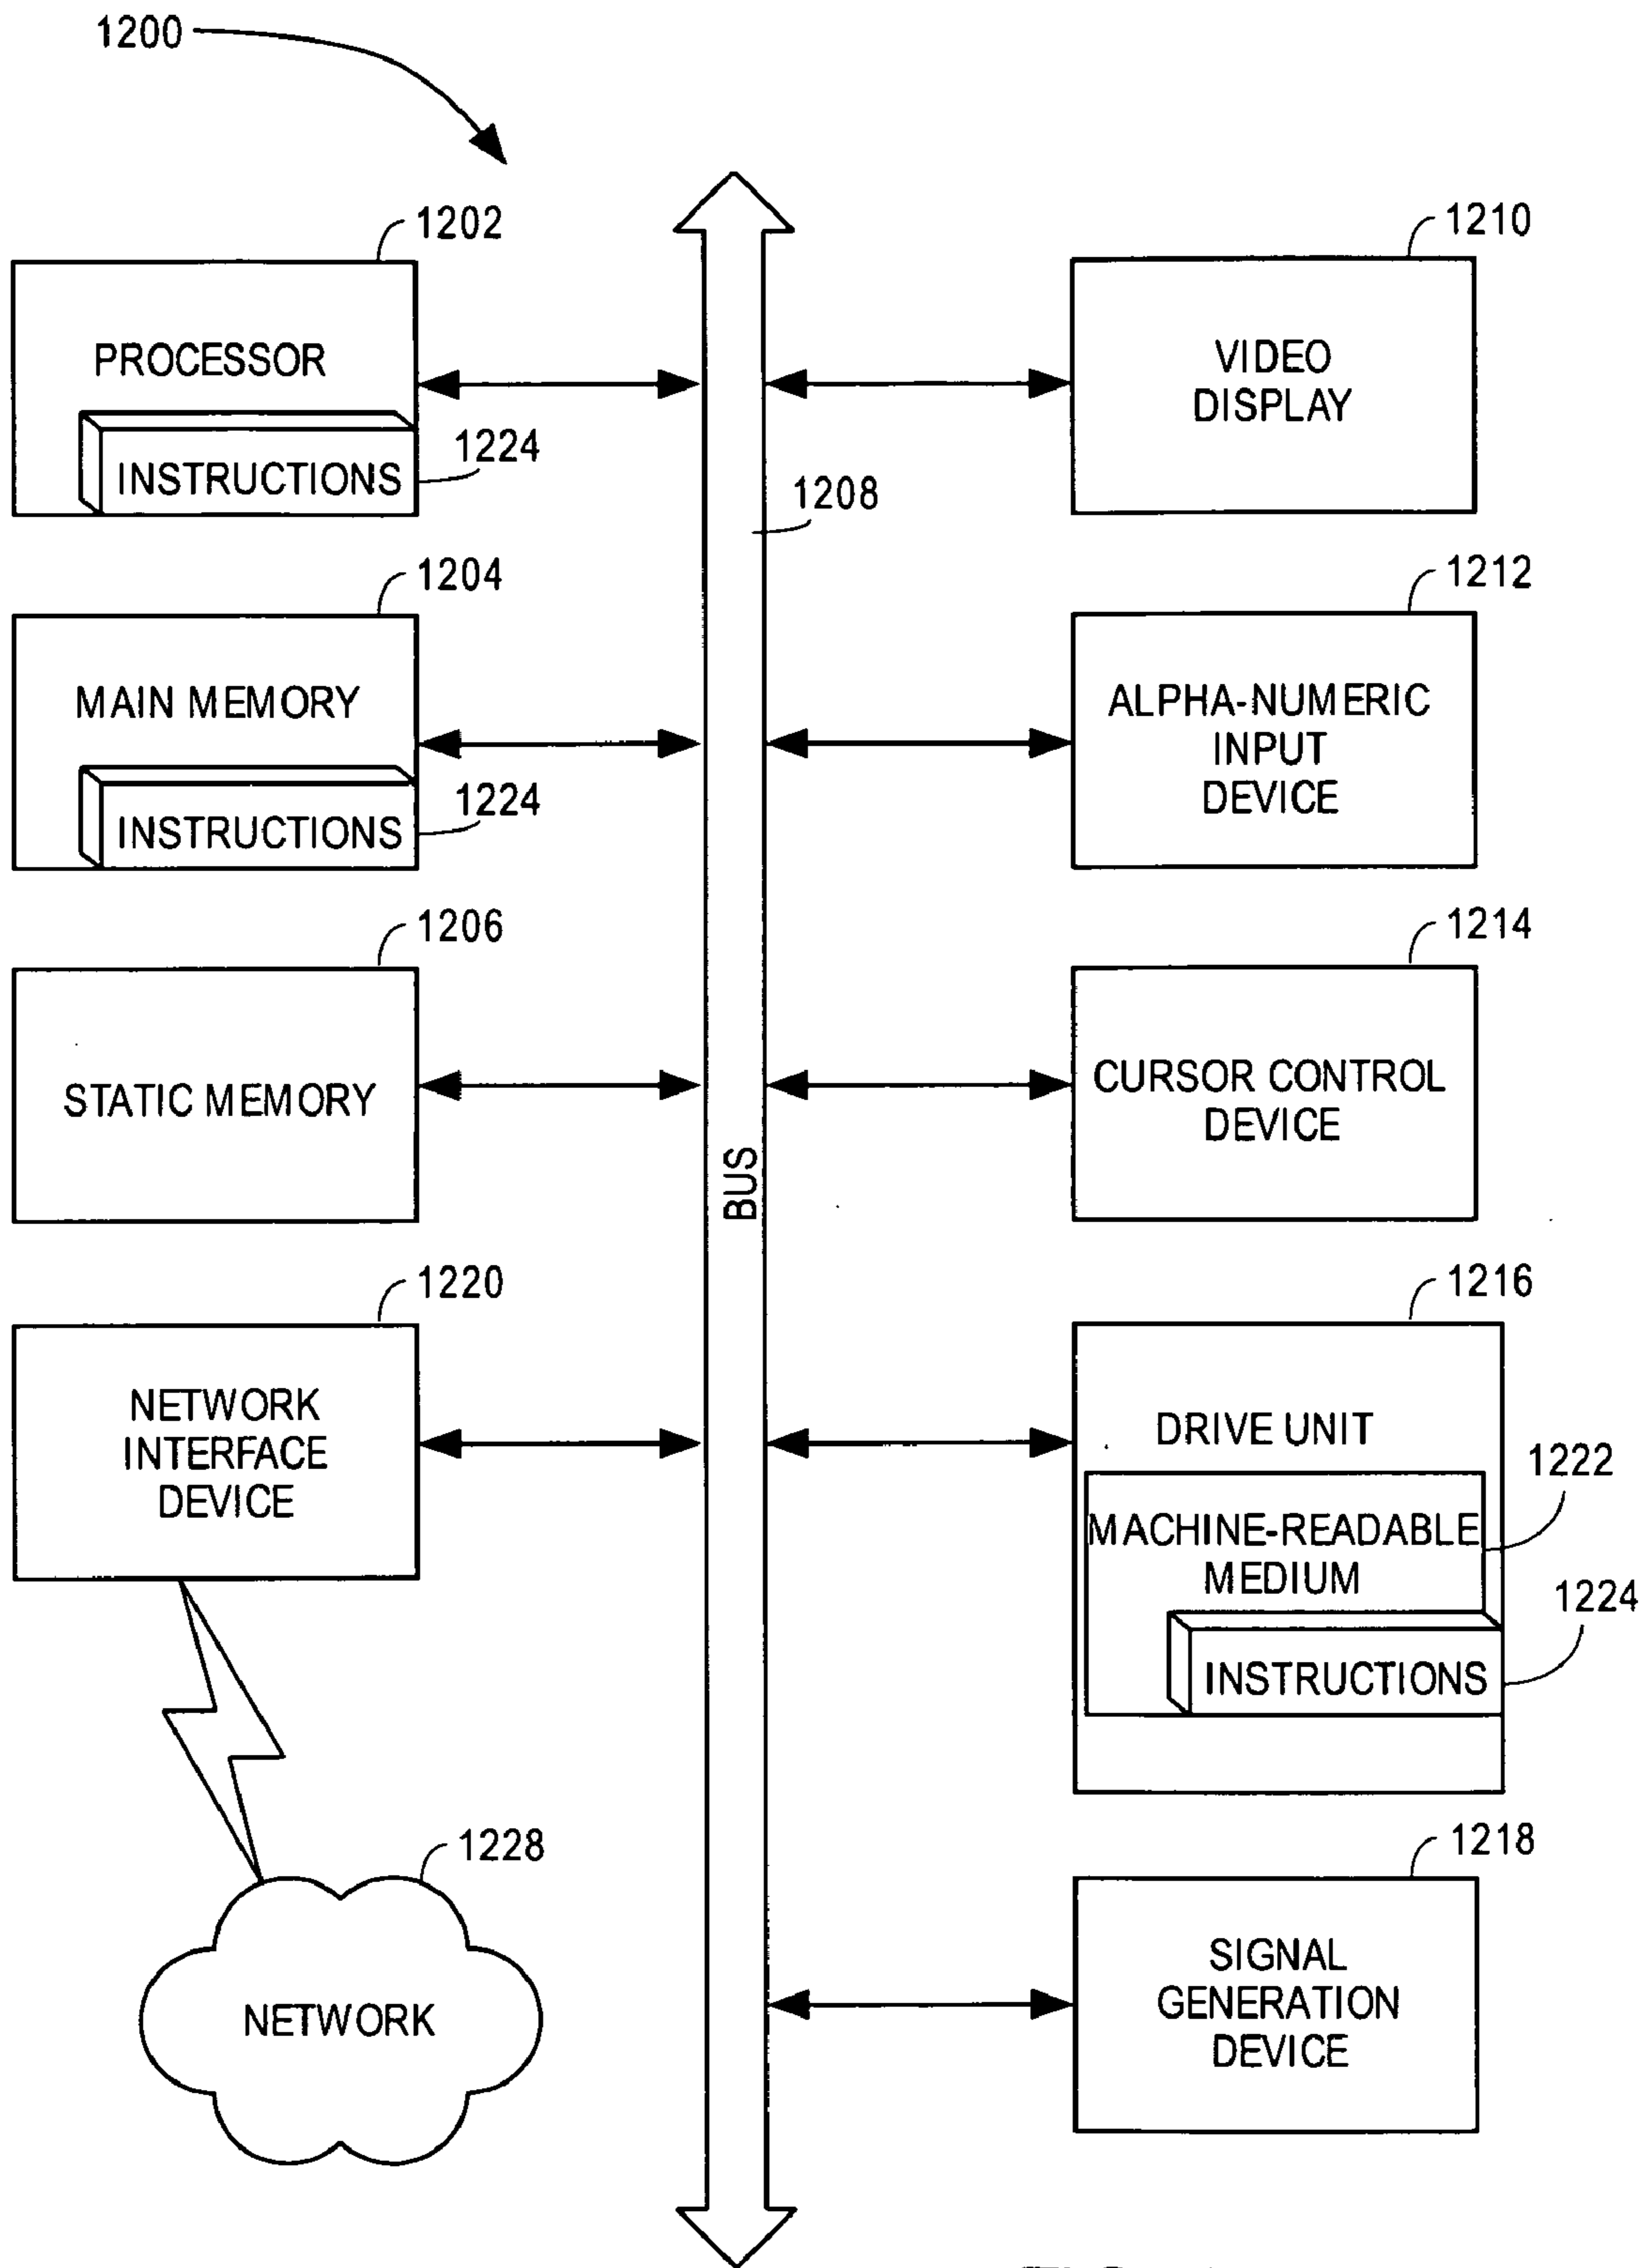 1200
1202
PROCESSOR
1224
INSTRUCTIONS
1204
MAIN MEMORY
1224
INSTRUCTIONS
1206
STATIC MEMORY
1220
NETWORK
INTERFACE
DEVICE
1228
NETWORK
1208
BUS
1210
VIDEO
DISPLAY
1212
ALPHA-NUMERIC
INPUT
DEVICE
1214
CURSOR CONTROL
DEVICE
1216
DRIVE UNIT
1222
MACHINE-READABLE
MEDIUM
1224
INSTRUCTIONS
1218
SIGNAL
GENERATION
DEVICE